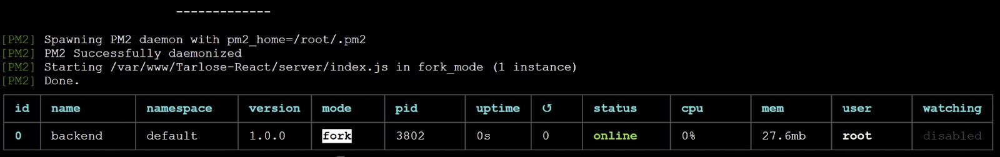 -------------
[PM2] Spawning PM2 daemon with pm2_home=/root/.pm2
[PM2] PM2 Successfully daemonized
[PM2] Starting /var/www/Tarlose-React/server/index.js in fork_mode (1 instance)
[PM2] Done.
id name namespace version mode pid uptime ↺ status cpu mem user watching
0 backend default 1.0.0 fork 3802 0s 0 online 0% 27.6mb root disabled